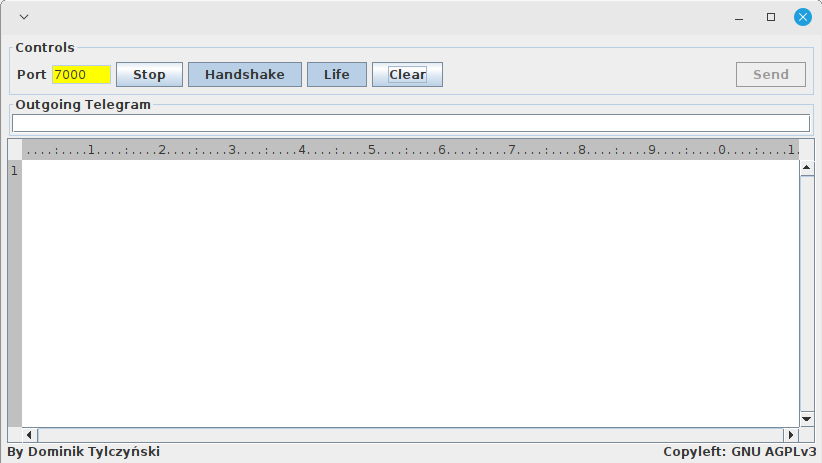 Controls
Port 7000 Stop Handshake Life Clear Send
Outgoing Telegram
....:....1....:....2....:....3....:....4....:....5....:....6....:....7....:....8....:....9....:....0....:....1.
1
By Dominik Tylczyński Copyleft: GNU AGPLv3